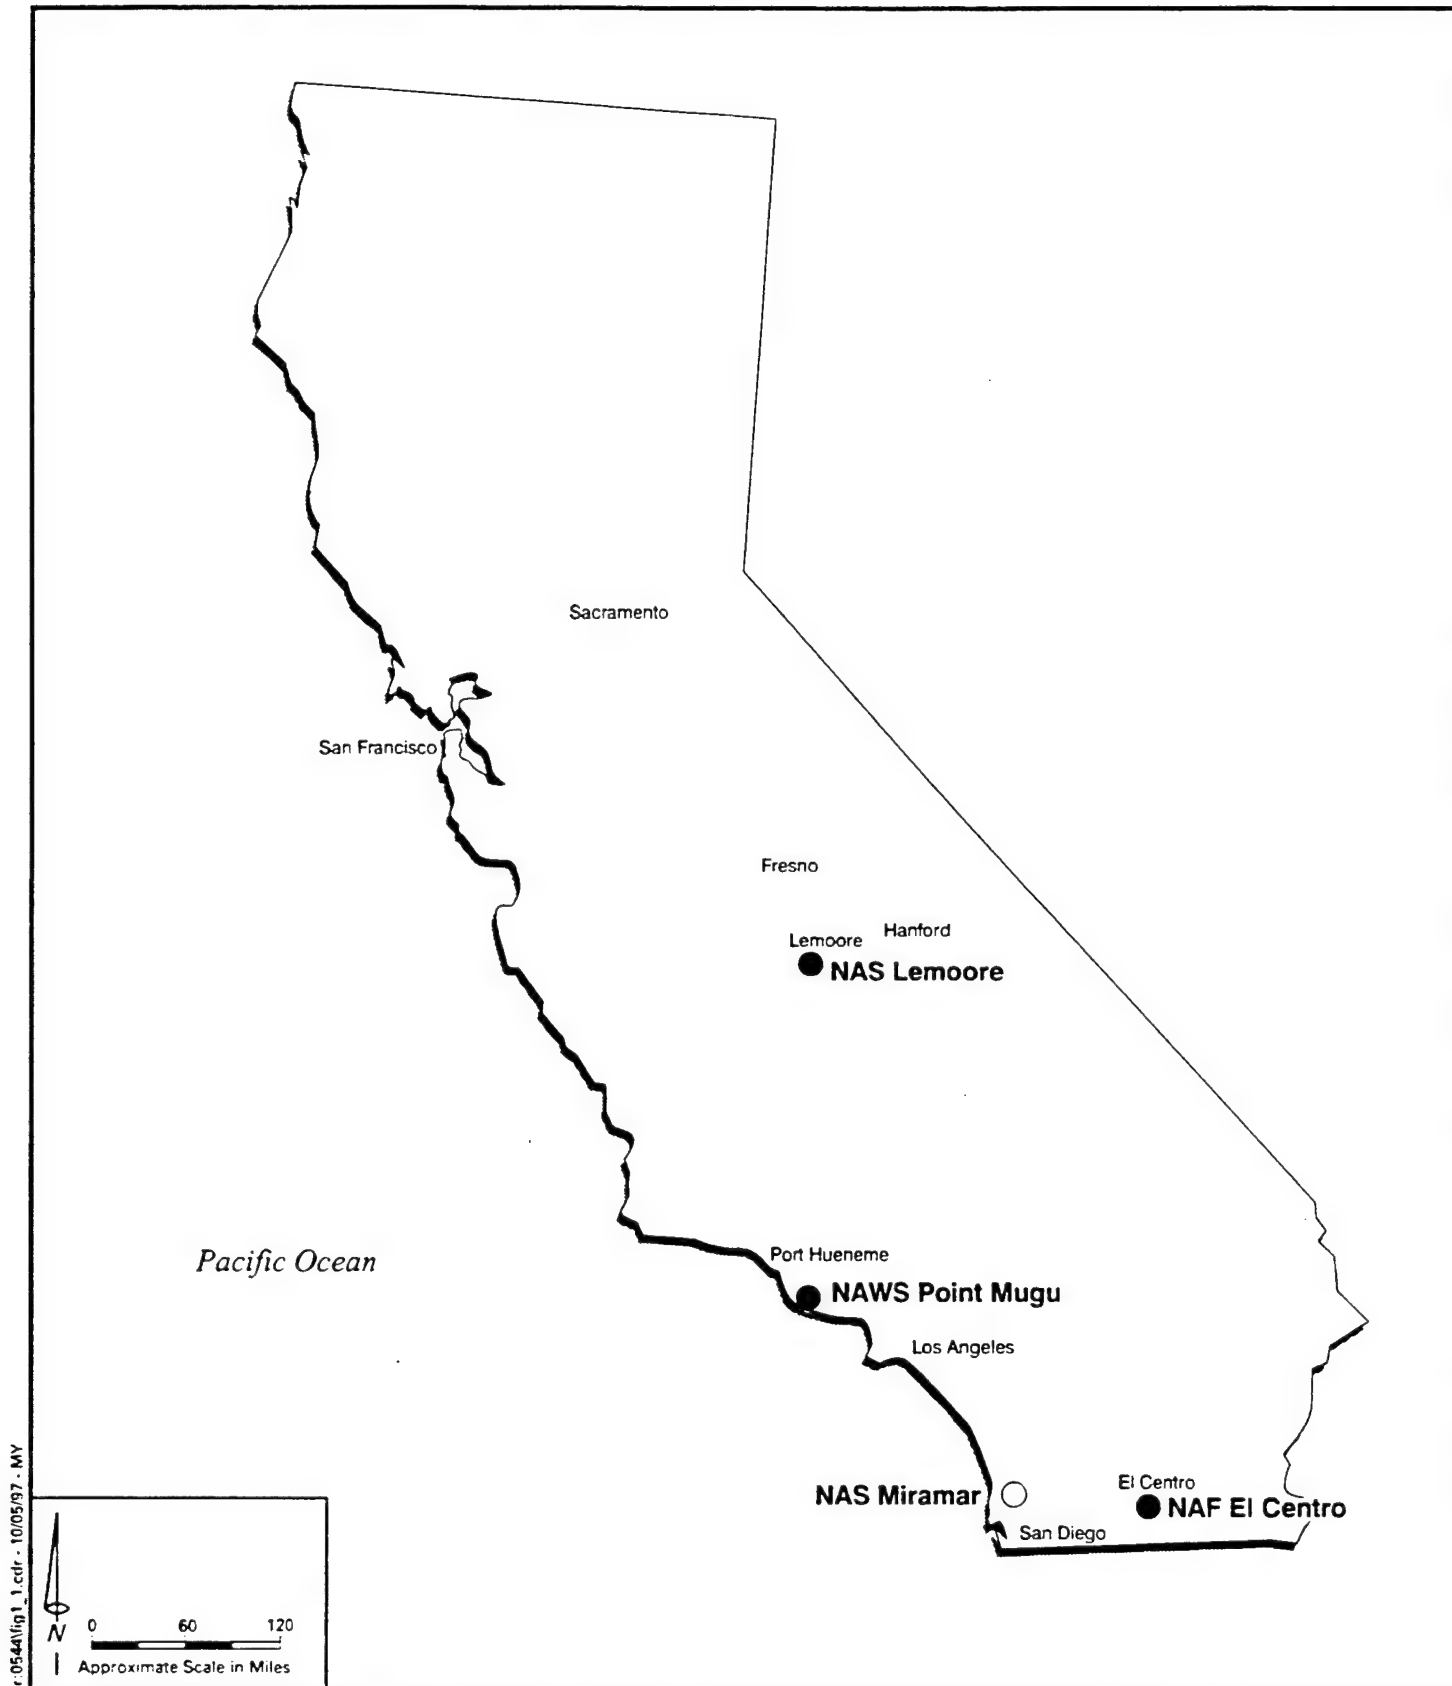 Sacramento
San Francisco
Fresno
Hanford
Lemoore
NAS Lemoore
Pacific Ocean
Port Hueneme
NAWS Point Mugu
Los Angeles
NAS Miramar
El Centro
NAF El Centro
San Diego
N
0 60 120
Approximate Scale in Miles
r:0544\fig1_1.cdr - 10/05/97 - MY